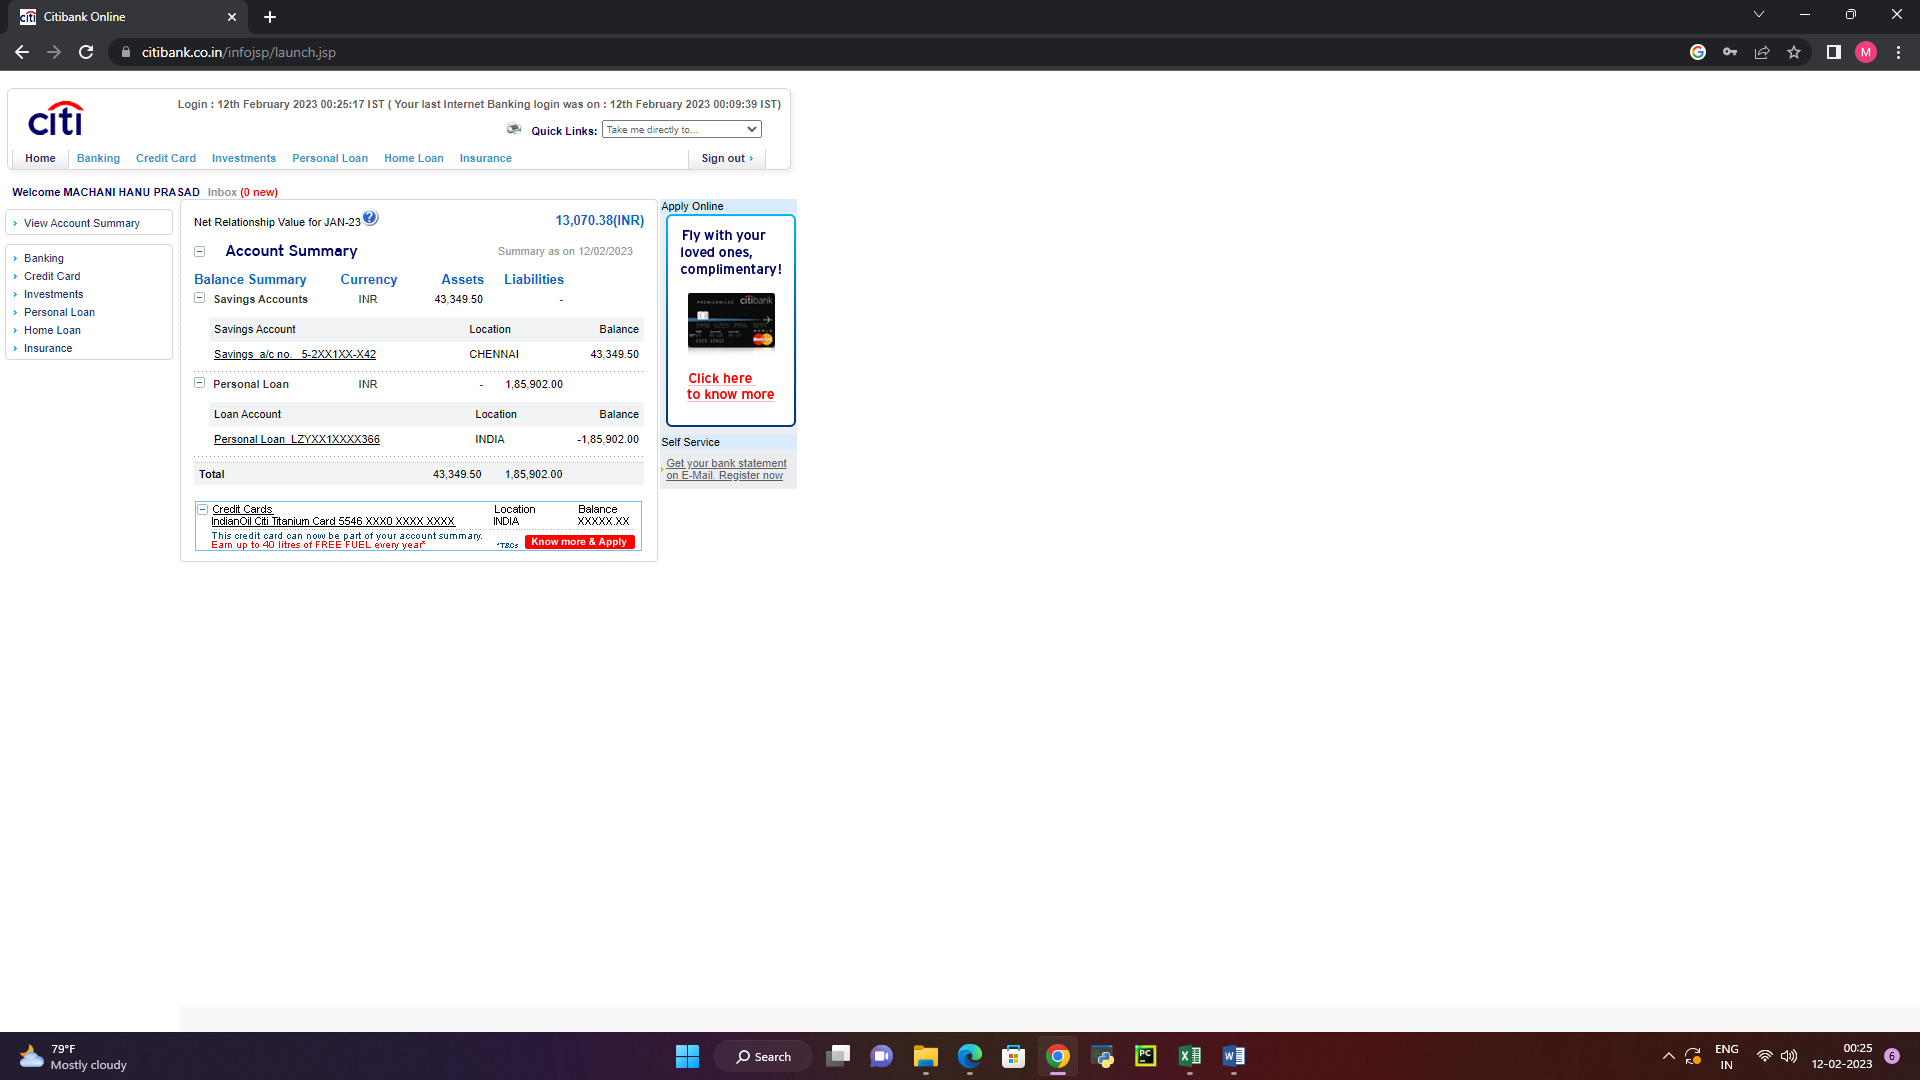 Citibank Online
citibank.co.in/infojsp/launch.jsp
M
citi
Login : 12th February 2023 00:25:17 IST ( Your last Internet Banking login was on : 12th February 2023 00:09:39 IST)
Quick Links: Take me directly to...
Home Banking Credit Card Investments Personal Loan Home Loan Insurance Sign out
Welcome MACHANI HANU PRASAD Inbox (0 new)
View Account Summary
Banking
Credit Card
Investments
Personal Loan
Home Loan
Insurance
Net Relationship Value for JAN-23 ? 13,070.38(INR)
Account Summary Summary as on 12/02/2023
Balance Summary Currency Assets Liabilities
Savings Accounts INR 43,349.50 -
Savings Account Location Balance
Savings a/c no. 5-2XX1XX-X42 CHENNAI 43,349.50
Personal Loan INR - 1,85,902.00
Loan Account Location Balance
Personal Loan LZYXX1XXXX366 INDIA -1,85,902.00
Total 43,349.50 1,85,902.00
Credit Cards Location Balance
IndianOil Citi Titanium Card 5546 XXX0 XXXX XXXX INDIA XXXXX.XX
This credit card can now be part of your account summary.
Earn up to 40 litres of FREE FUEL every year* *T&Cs Know more & Apply
Apply Online
Fly with your
loved ones,
complimentary!
PREMIERMILES citibank
MasterCard
Click here
to know more
Self Service
Get your bank statement
on E-Mail. Register now
79°F
Mostly cloudy
Search
PC
ENG
IN
00:25
12-02-2023
6